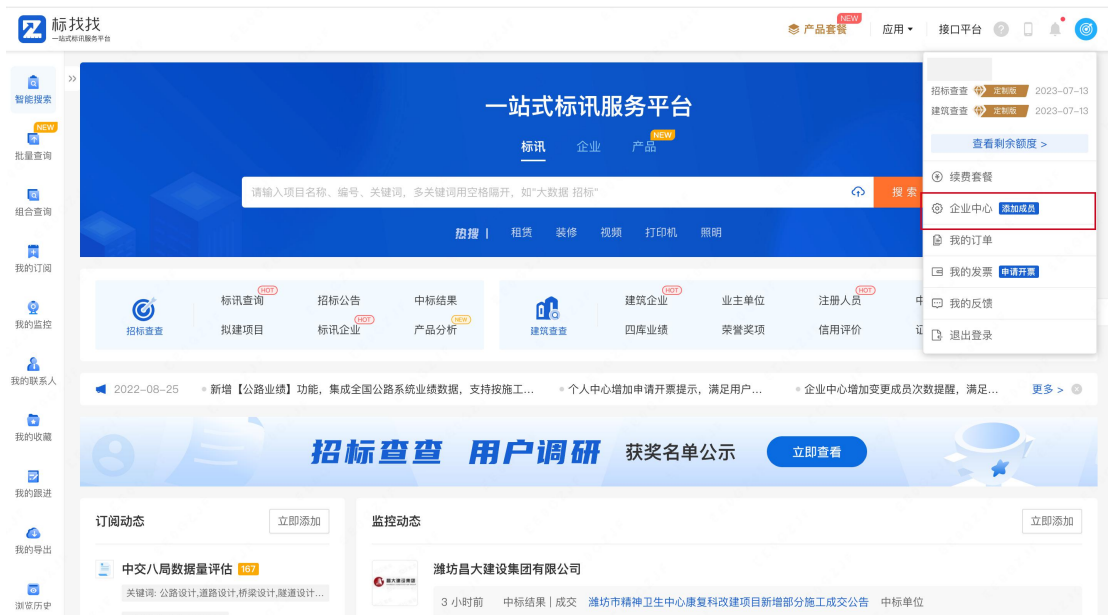 标找找
一站式标讯服务平台
产品套餐
NEW
应用
接口平台
智能搜索
NEW
批量查询
组合查询
我的订阅
我的监控
我的联系人
我的收藏
我的跟进
我的导出
浏览历史
一站式标讯服务平台
标讯 企业 产品 NEW
请输入项目名称、编号、关键词，多关键词用空格隔开，如"大数据 招标"
搜索
热搜 | 租赁 装修 视频 打印机 照明
招标查查 定制版 2023-07-13
建筑查查 定制版 2023-07-13
查看剩余额度 >
续费套餐
企业中心 添加成员
我的订单
我的发票 申请开票
我的反馈
退出登录
招标查查
标讯查询 HOT 招标公告 中标结果
拟建项目 标讯企业 HOT 产品分析 NEW
建筑查查
建筑企业 HOT 业主单位 注册人员 HOT
四库业绩 荣誉奖项 信用评价
2022-08-25 新增【公路业绩】功能，集成全国公路系统业绩数据，支持按施工... 个人中心增加申请开票提示，满足用户... 企业中心增加变更成员次数提醒，满足... 更多 >
招标查查 用户调研 获奖名单公示 立即查看
订阅动态 立即添加
中交八局数据量评估 167
关键词: 公路设计,道路设计,桥梁设计,隧道设计...
监控动态 立即添加
昌大建设集团
潍坊昌大建设集团有限公司
3 小时前 中标结果 | 成交 潍坊市精神卫生中心康复科改建项目新增部分施工成交公告 中标单位